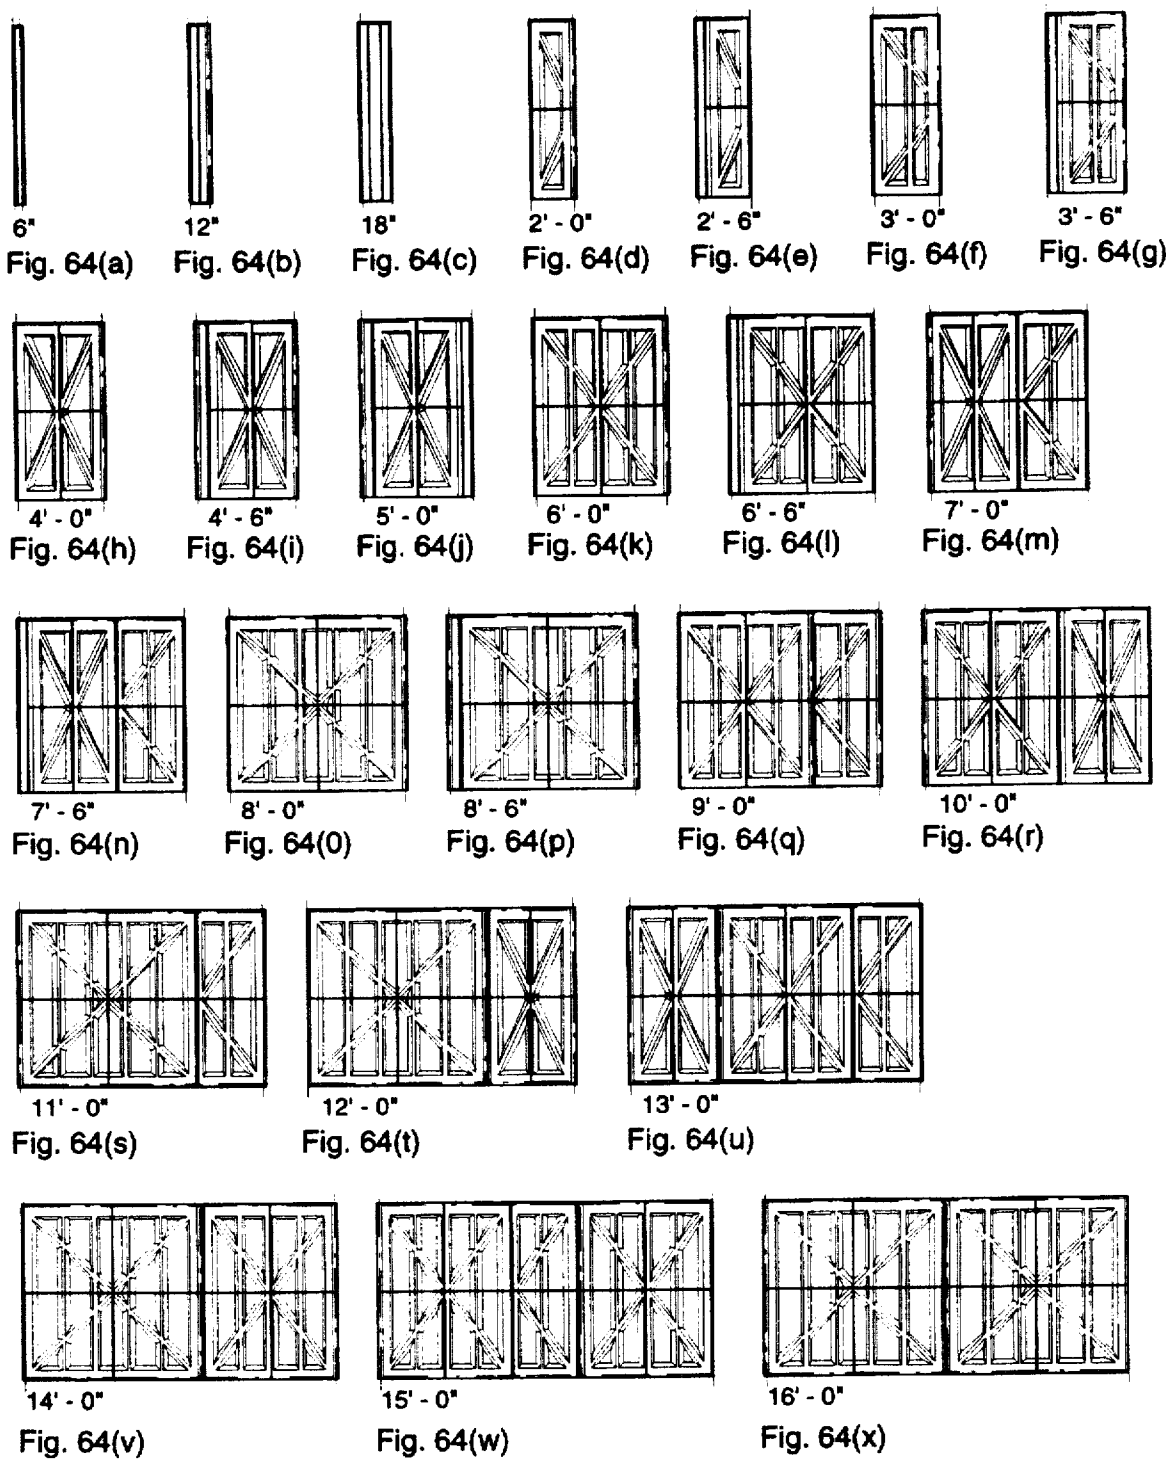 6" 12" 18" 2' - 0" 2' - 6" 3' - 0" 3' - 6"
Fig. 64(a) Fig. 64(b) Fig. 64(c) Fig. 64(d) Fig. 64(e) Fig. 64(f) Fig. 64(g)
4' - 0" 4' - 6" 5' - 0" 6' - 0" 6' - 6" 7' - 0"
Fig. 64(h) Fig. 64(i) Fig. 64(j) Fig. 64(k) Fig. 64(l) Fig. 64(m)
7' - 6" 8' - 0" 8' - 6" 9' - 0" 10' - 0"
Fig. 64(n) Fig. 64(0) Fig. 64(p) Fig. 64(q) Fig. 64(r)
11' - 0" 12' - 0" 13' - 0"
Fig. 64(s) Fig. 64(t) Fig. 64(u)
14' - 0" 15' - 0" 16' - 0"
Fig. 64(v) Fig. 64(w) Fig. 64(x)